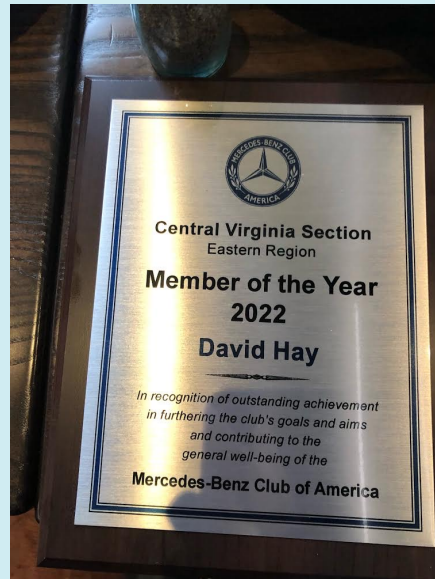 MERCEDES-BENZ CLUB
AMERICA
Central Virginia Section
Eastern Region
Member of the Year
2022
David Hay
In recognition of outstanding achievement
in furthering the club's goals and aims
and contributing to the
general well-being of the
Mercedes-Benz Club of America